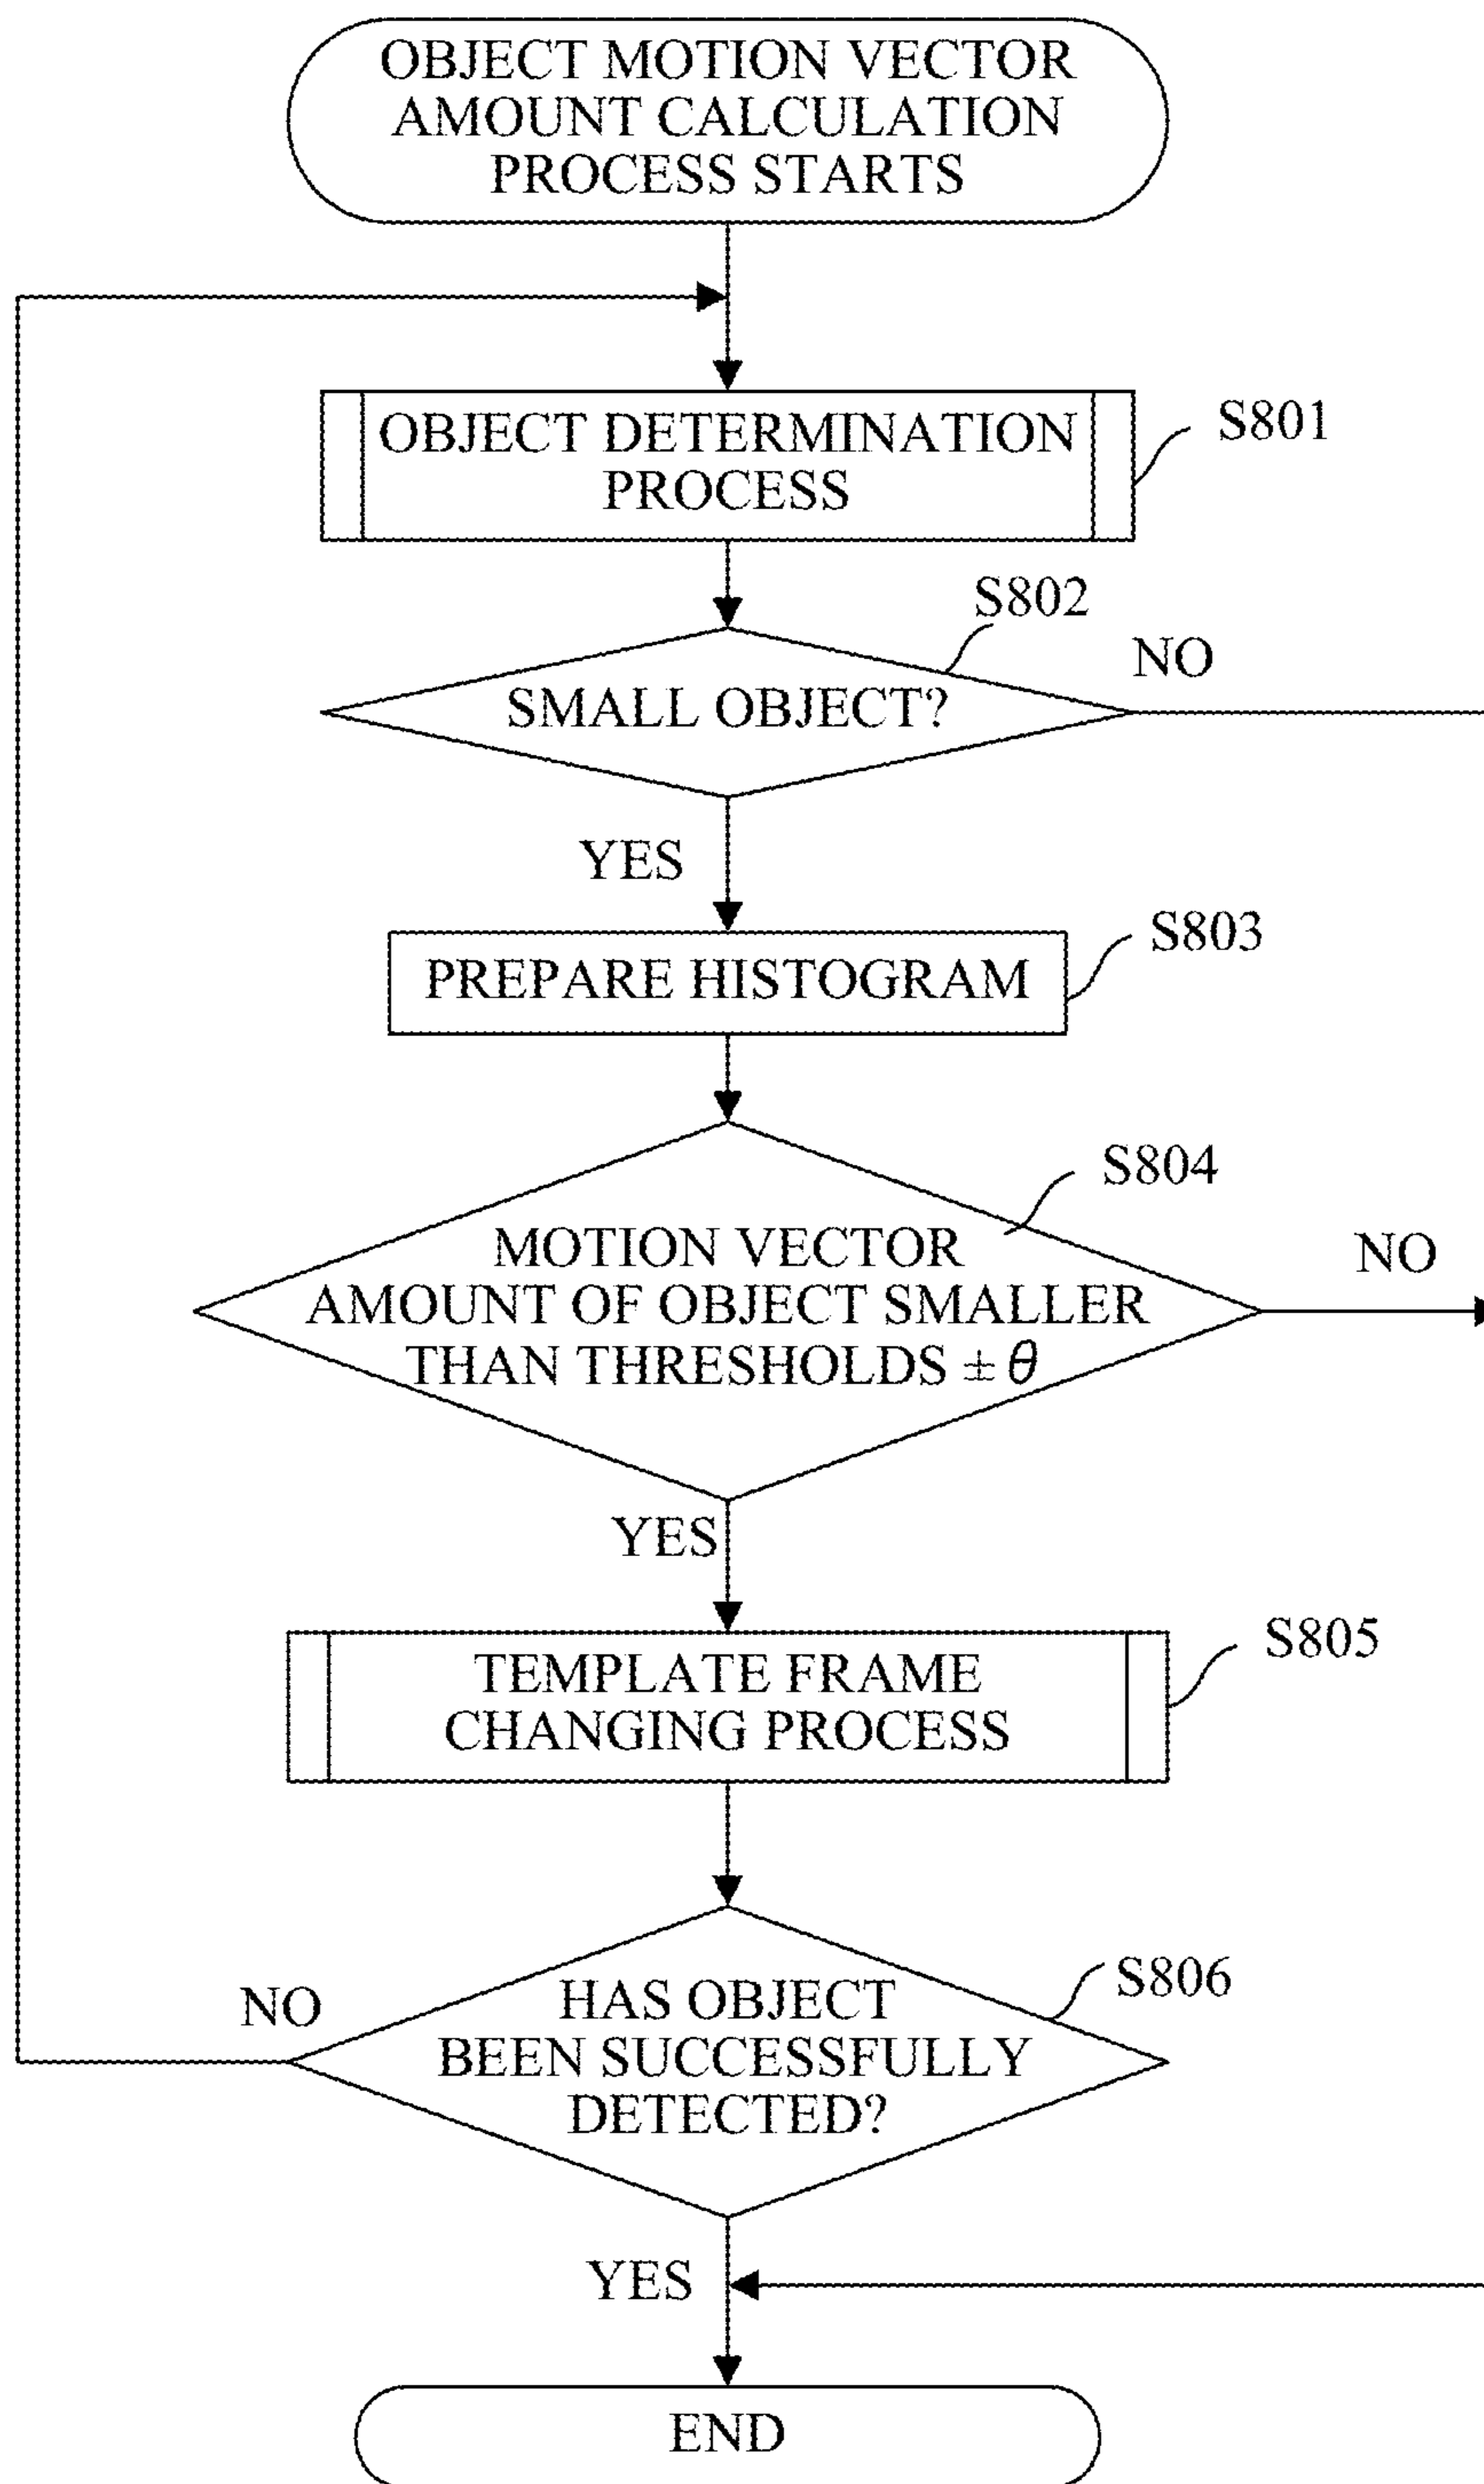 OBJECT MOTION VECTOR
AMOUNT CALCULATION
PROCESS STARTS
OBJECT DETERMINATION
PROCESS
S801
S802
SMALL OBJECT?
NO
YES
PREPARE HISTOGRAM
S803
S804
MOTION VECTOR
AMOUNT OF OBJECT SMALLER
THAN THRESHOLDS ± θ
NO
YES
TEMPLATE FRAME
CHANGING PROCESS
S805
S806
HAS OBJECT
BEEN SUCCESSFULLY
DETECTED?
NO
YES
END